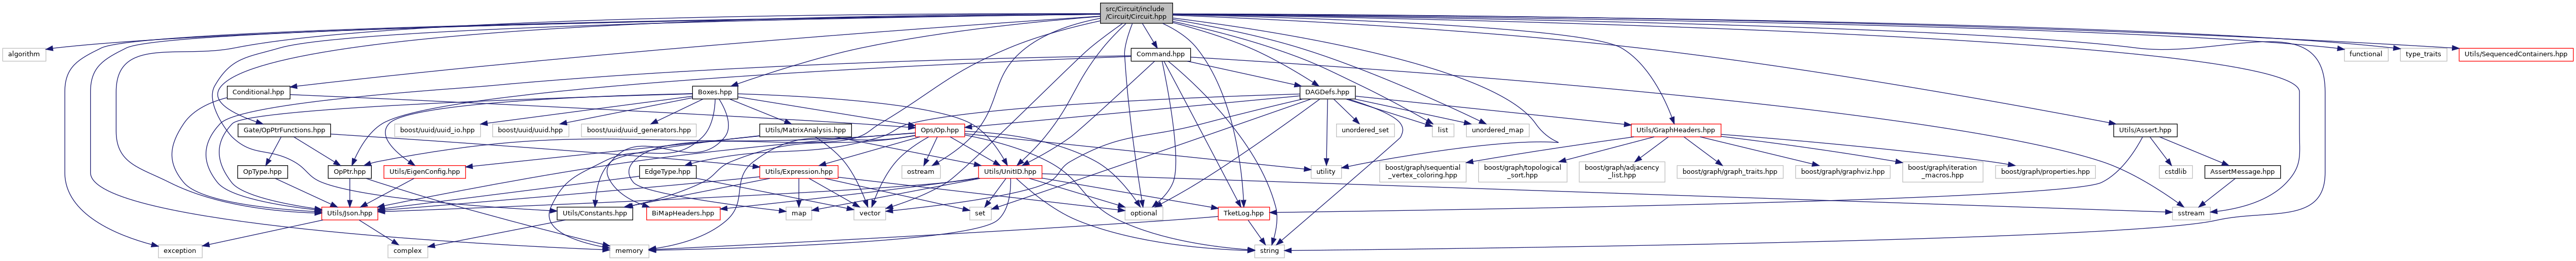 src/Circuit/include
/Circuit/Circuit.hpp
algorithm
Command.hpp
functional
type_traits
Utils/SequencedContainers.hpp
Conditional.hpp
Boxes.hpp
DAGDefs.hpp
Gate/OpPtrFunctions.hpp
boost/uuid/uuid_io.hpp
boost/uuid/uuid.hpp
boost/uuid/uuid_generators.hpp
Utils/MatrixAnalysis.hpp
Ops/Op.hpp
unordered_set
list
unordered_map
Utils/GraphHeaders.hpp
Utils/Assert.hpp
OpType.hpp
OpPtr.hpp
Utils/EigenConfig.hpp
EdgeType.hpp
Utils/Expression.hpp
ostream
Utils/UnitID.hpp
utility
boost/graph/sequential
_vertex_coloring.hpp
boost/graph/topological
_sort.hpp
boost/graph/adjacency
_list.hpp
boost/graph/graph_traits.hpp
boost/graph/graphviz.hpp
boost/graph/iteration
_macros.hpp
boost/graph/properties.hpp
cstdlib
AssertMessage.hpp
Utils/Json.hpp
Utils/Constants.hpp
BiMapHeaders.hpp
map
vector
set
optional
TketLog.hpp
sstream
exception
complex
memory
string